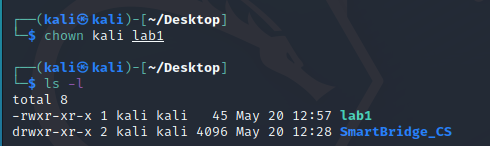 ┌──(kali㉿kali)-[~/Desktop]
└─$ chown kali lab1
┌──(kali㉿kali)-[~/Desktop]
└─$ ls -l
total 8
-rwxr-xr-x 1 kali kali   45 May 20 12:57 lab1
drwxr-xr-x 2 kali kali 4096 May 20 12:28 SmartBridge_CS